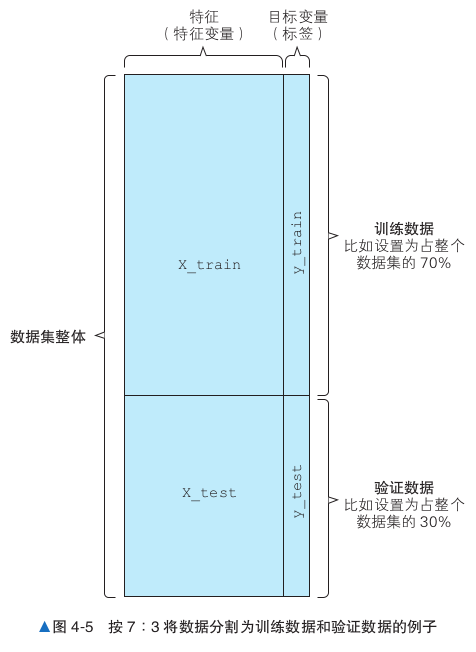 特征
（特征变量）
目标变量
（标签）
X_train
y_train
训练数据
比如设置为占整个
数据集的 70%
数据集整体
X_test
y_test
验证数据
比如设置为占整个
数据集的 30%
▲图 4-5　按 7∶3 将数据分割为训练数据和验证数据的例子